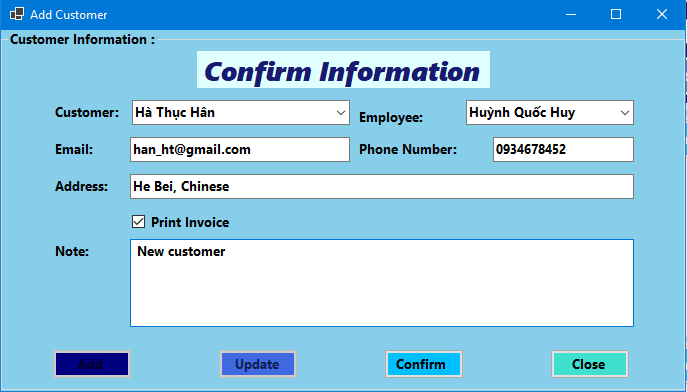 Add Customer
Customer Information :
Confirm Information
Customer: Hà Thục Hân Employee: Huỳnh Quốc Huy
Email: han_ht@gmail.com Phone Number: 0934678452
Address: He Bei, Chinese
Print Invoice
Note: New customer
Add Update Confirm Close